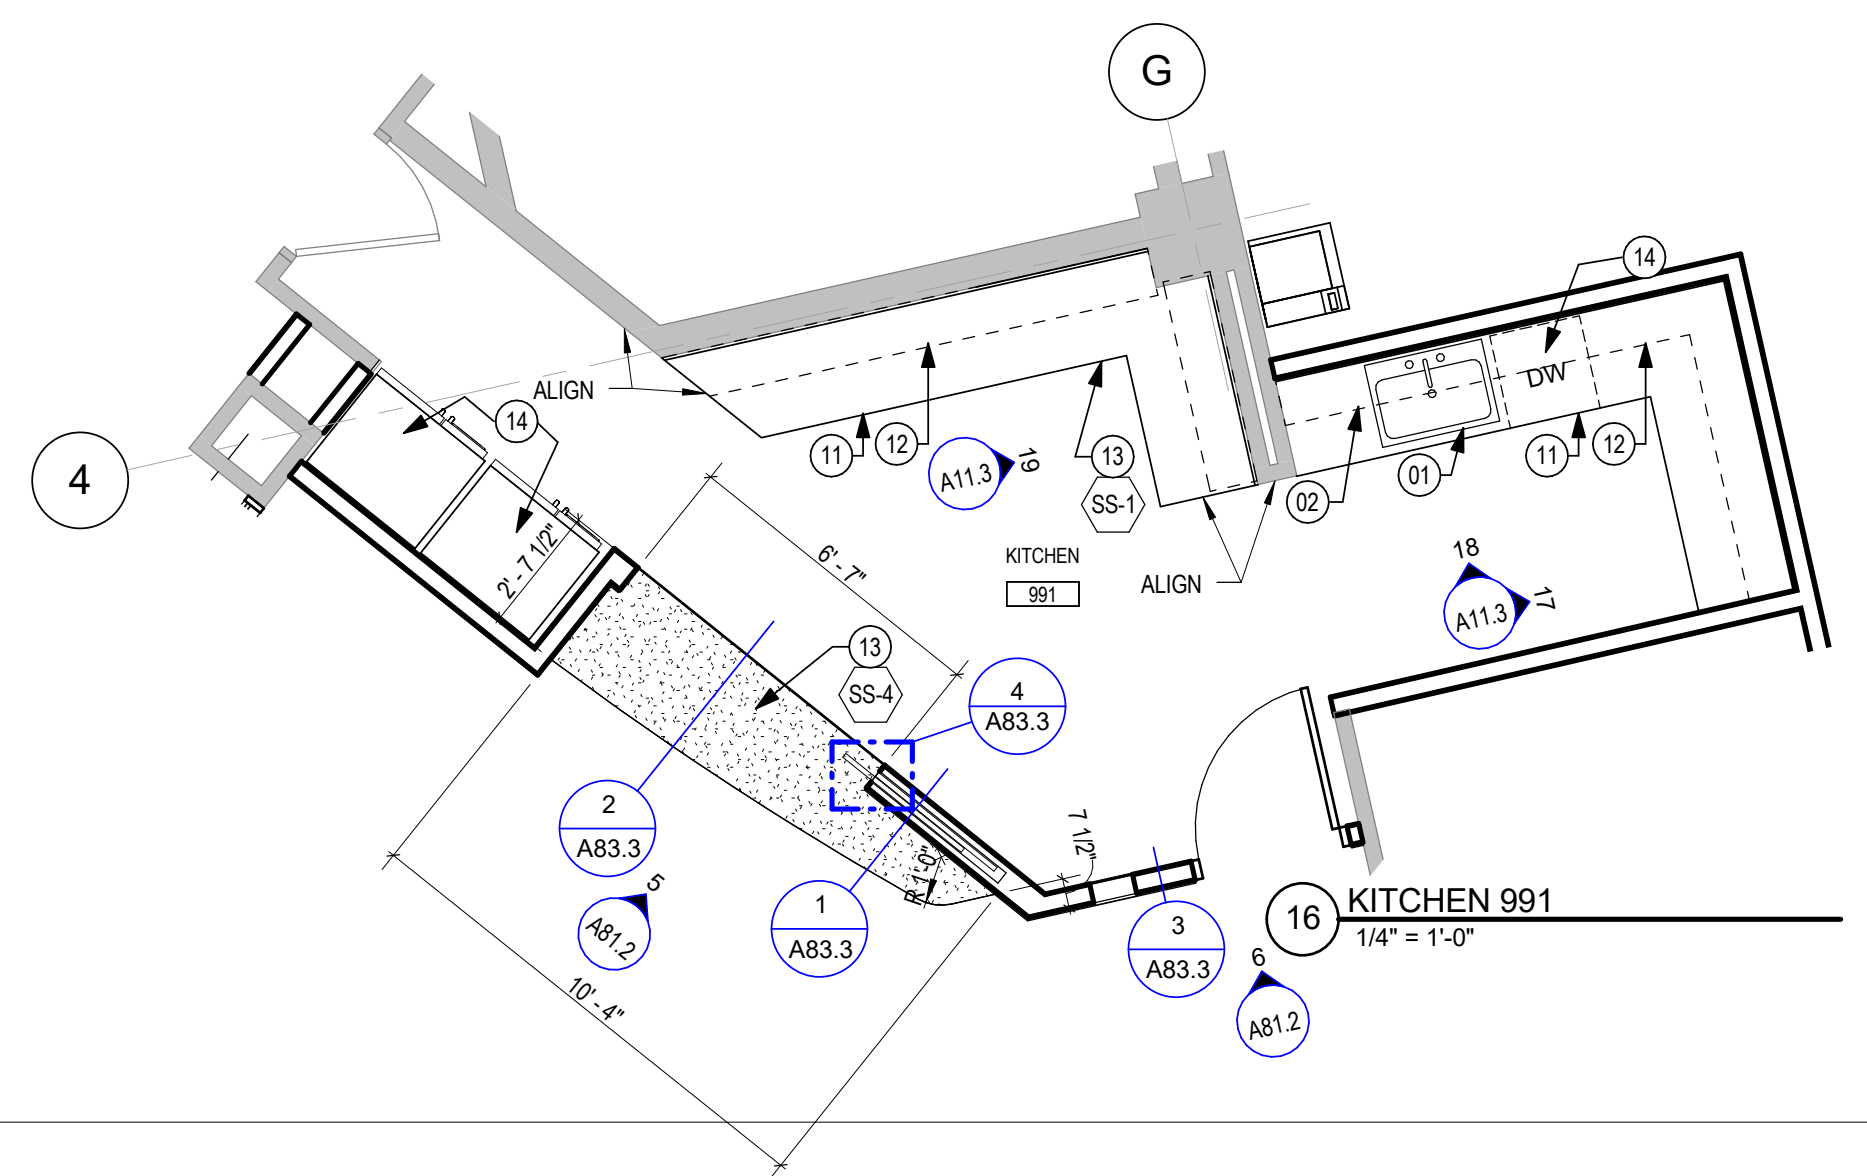 G
14
DW
ALIGN
14
4
11
12
A11.3
19
13
SS-1
02
01
11
12
2' - 7 1/2"
6' - 7"
KITCHEN
991
ALIGN
18
A11.3
17
13
SS-4
4
A83.3
2
A83.3
7 1/2"
R 1'-0"
5
A81.2
1
A83.3
3
A83.3
16
KITCHEN 991
1/4" = 1'-0"
10' - 4"
6
A81.2